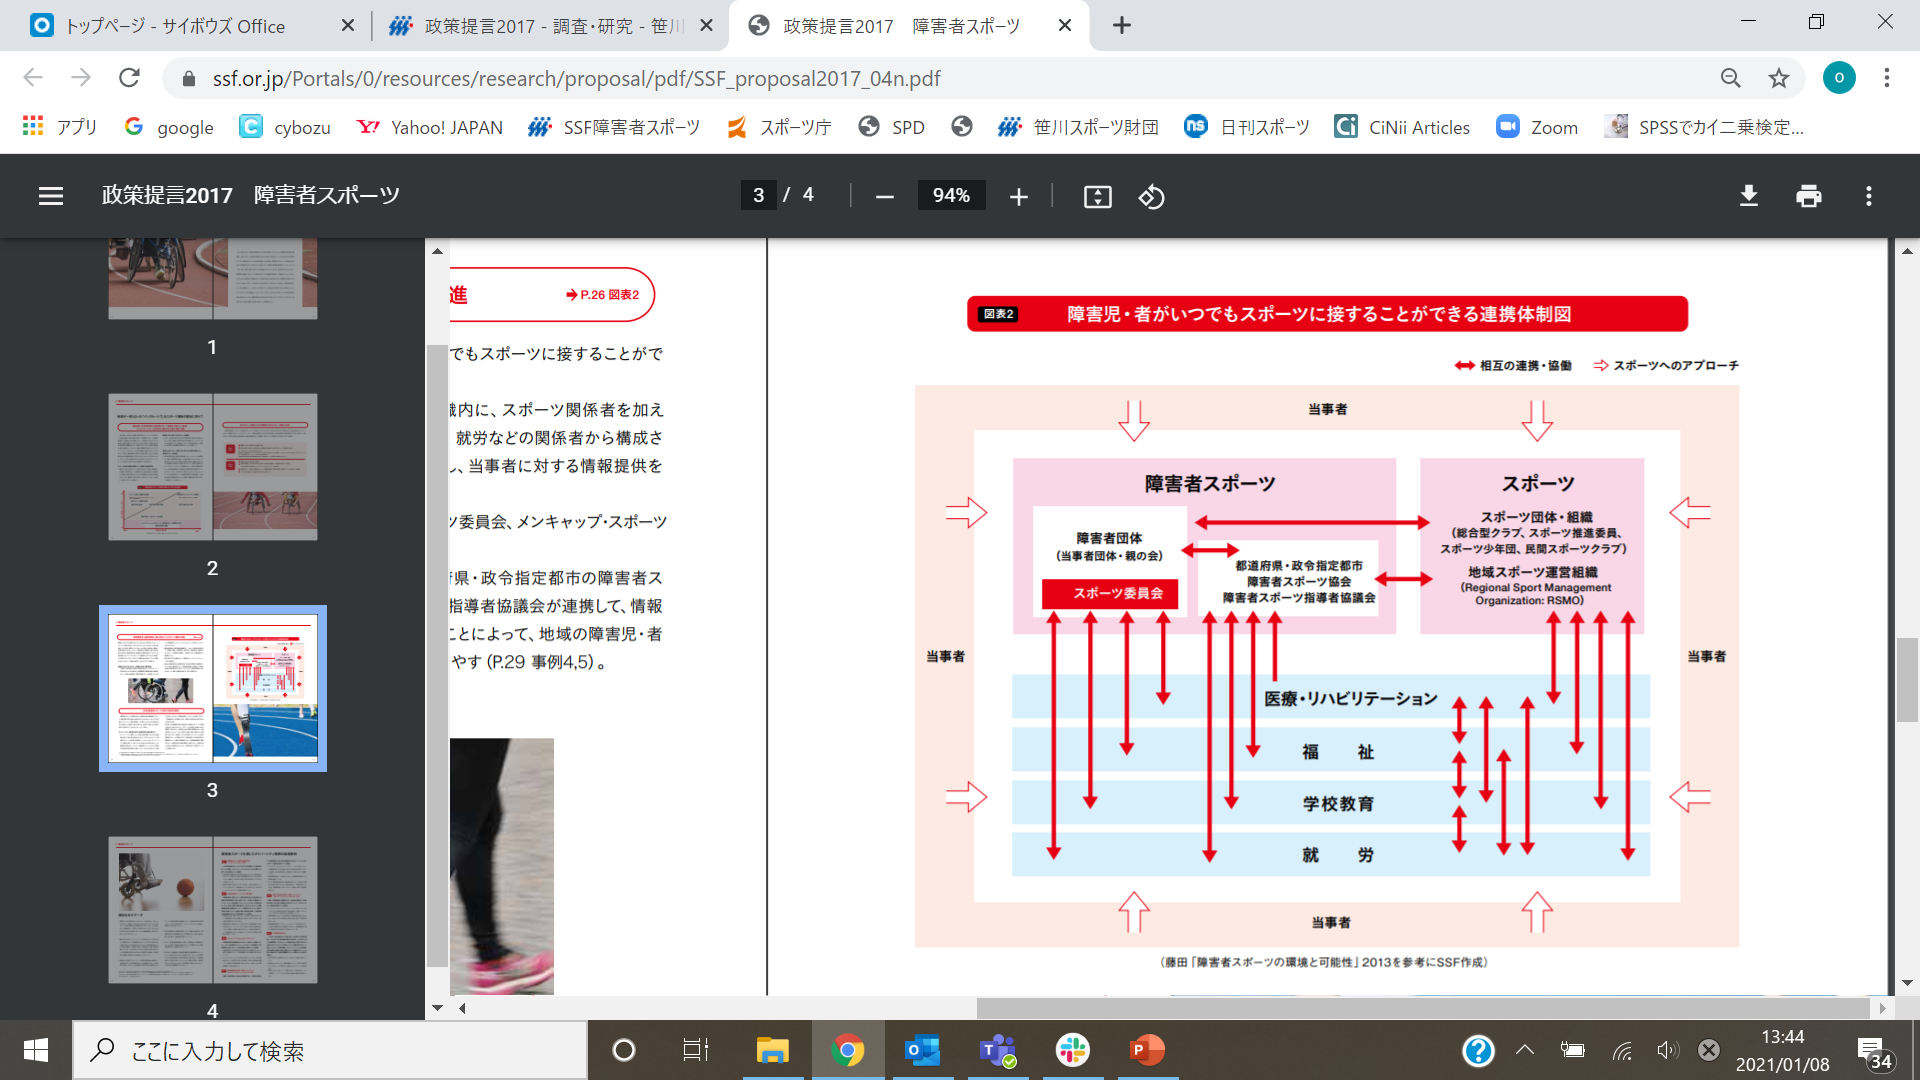 トップページ - サイボウズ Office
政策提言2017 - 調査・研究 - 笹川
政策提言2017　障害者スポーツ
ssf.or.jp/Portals/0/resources/research/proposal/pdf/SSF_proposal2017_04n.pdf
o
アプリ
google
cybozu
Yahoo! JAPAN
SSF障害者スポーツ
スポーツ庁
SPD
笹川スポーツ財団
日刊スポーツ
CiNii Articles
Zoom
SPSSでカイ二乗検定...
政策提言2017　障害者スポーツ
3 / 4
94%
1
2
3
4
進
➔P.26 図表2
でもスポーツに接することがで
織内に、スポーツ関係者を加え
就労などの関係者から構成さ
し、当事者に対する情報提供を
ツ委員会、メンキャップ・スポーツ
府県・政令指定都市の障害者ス
指導者協議会が連携して、情報
ことによって、地域の障害児・者
やす（P.29 事例4,5）。
図表2
障害児・者がいつでもスポーツに接することができる連携体制図
相互の連携・協働
スポーツへのアプローチ
当事者
障害者スポーツ
スポーツ
障害者団体
（当事者団体・親の会）
スポーツ委員会
都道府県・政令指定都市
障害者スポーツ協会
障害者スポーツ指導者協議会
スポーツ団体・組織
（総合型クラブ、スポーツ推進委員、
スポーツ少年団、民間スポーツクラブ）
地域スポーツ運営組織
(Regional Sport Management
Organization: RSMO)
当事者
当事者
医療・リハビリテーション
福　祉
学校教育
就　労
当事者
（藤田「障害者スポーツの環境と可能性」2013を参考にSSF作成）
ここに入力して検索
13:44
2021/01/08
34